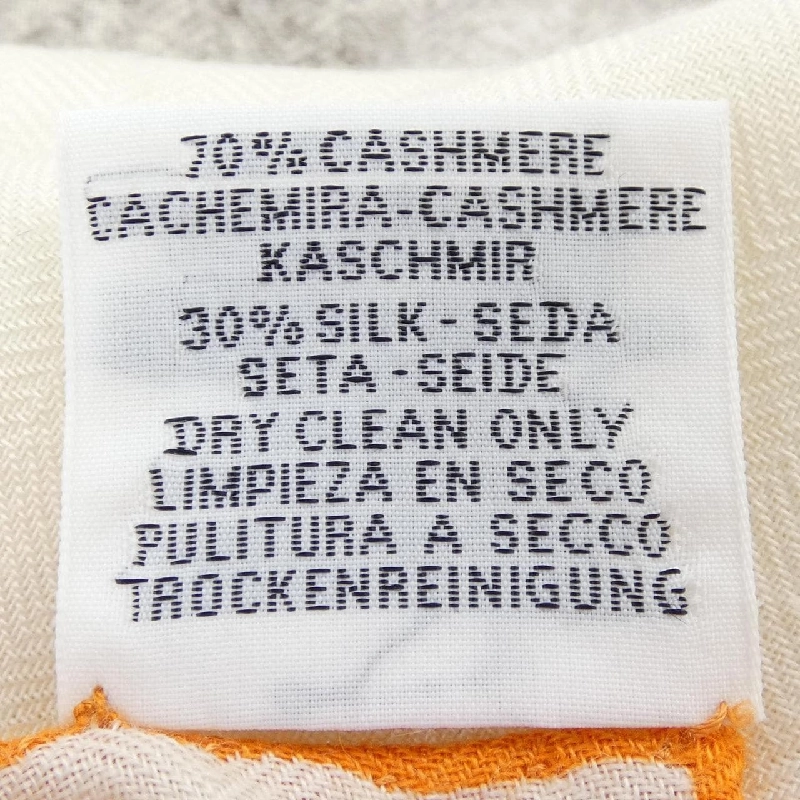 70% CASHMERE
CACHEMIRA-CASHMERE
KASCHMIR
30% SILK-SEDA
SETA-SEIDE
DRY CLEAN ONLY
LIMPIEZA EN SECO
PULITURA A SECCO
TROCKENREINIGUNG